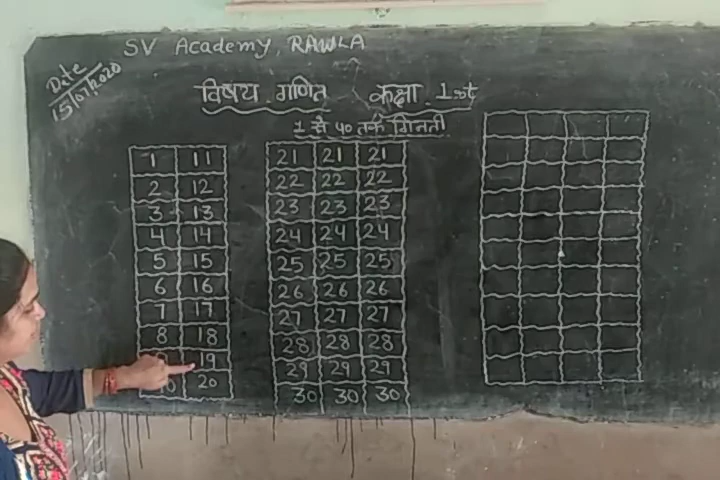 SV Academy, RAWLA
Date
15/07/2020
विषय - गणित कक्षा - 1st
1 से 40 तक गिनती
1 11
2 12
3 13
4 14
5 15
6 16
7 17
8 18
19
20
21 21 21
22 22 22
23 23 23
24 24 24
25 25 25
26 26 26
27 27 27
28 28 28
29 29 29
30 30 30